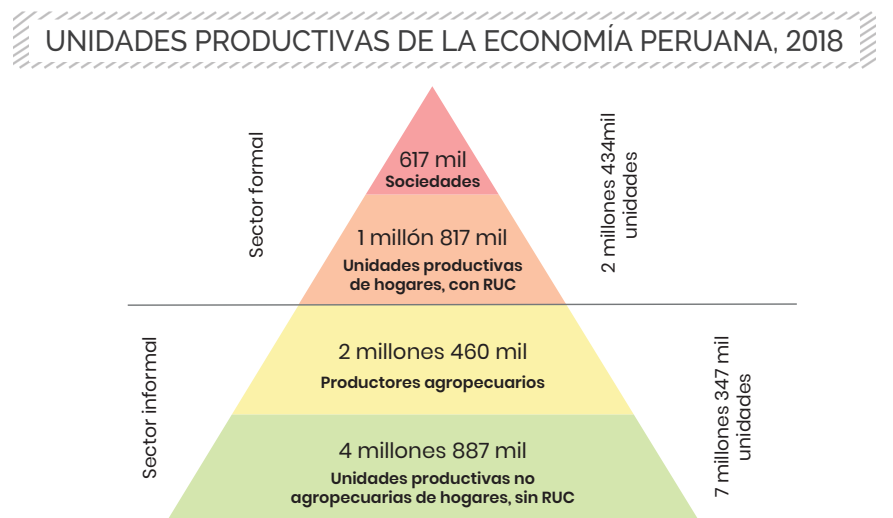 UNIDADES PRODUCTIVAS DE LA ECONOMÍA PERUANA, 2018
Sector formal
617 mil
Sociedades
1 millón 817 mil
Unidades productivas
de hogares, con RUC
2 millones 434mil
unidades
Sector informal
2 millones 460 mil
Productores agropecuarios
4 millones 887 mil
Unidades productivas no
agropecuarias de hogares, sin RUC
7 millones 347 mil
unidades